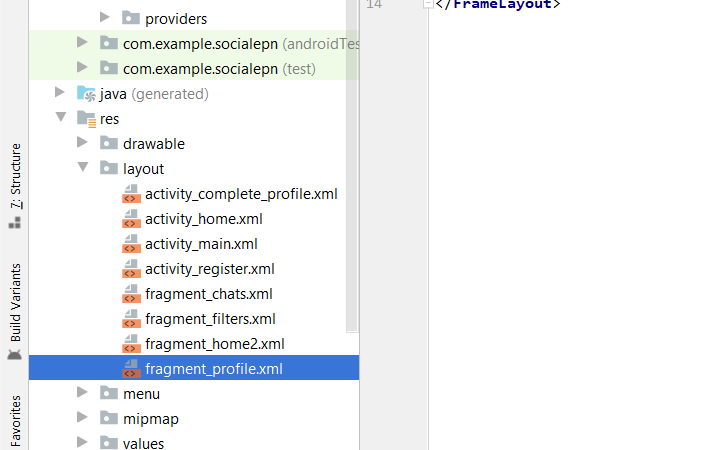 providers
com.example.socialepn (androidTes
com.example.socialepn (test)
java (generated)
res
drawable
layout
activity_complete_profile.xml
activity_home.xml
activity_main.xml
activity_register.xml
fragment_chats.xml
fragment_filters.xml
fragment_home2.xml
fragment_profile.xml
menu
mipmap
values
7: Structure
Build Variants
Favorites
14 </FrameLayout>